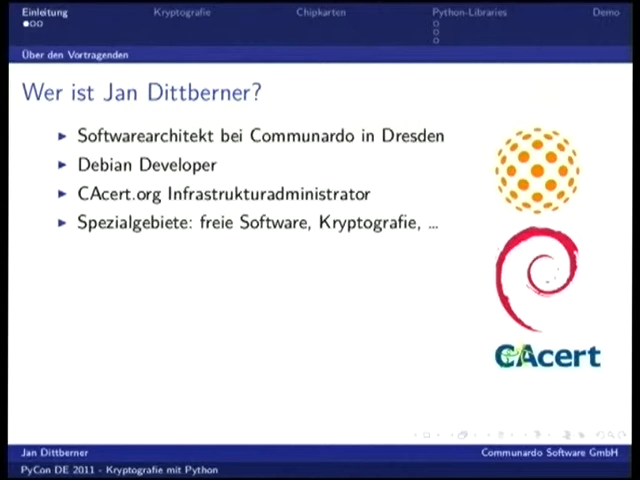 Einleitung Kryptografie Chipkarten Python-Libraries Demo
Über den Vortragenden
Wer ist Jan Dittberner?
Softwarearchitekt bei Communardo in Dresden
Debian Developer
CAcert.org Infrastrukturadministrator
Spezialgebiete: freie Software, Kryptografie, ...
CAcert
Jan Dittberner Communardo Software GmbH
PyCon DE 2011 - Kryptografie mit Python